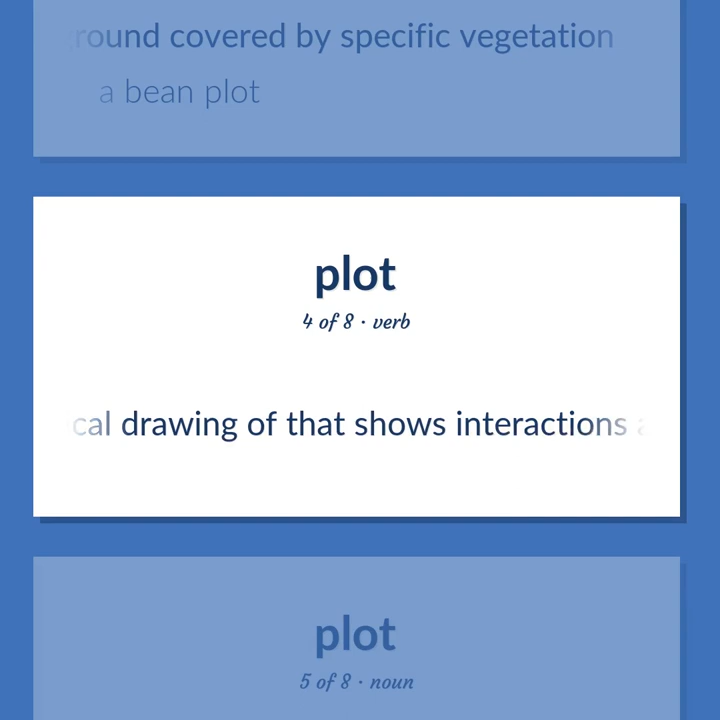 round covered by specific vegetation
a bean plot
plot
4 of 8 · verb
cal drawing of that shows interactions
plot
5 of 8 · noun